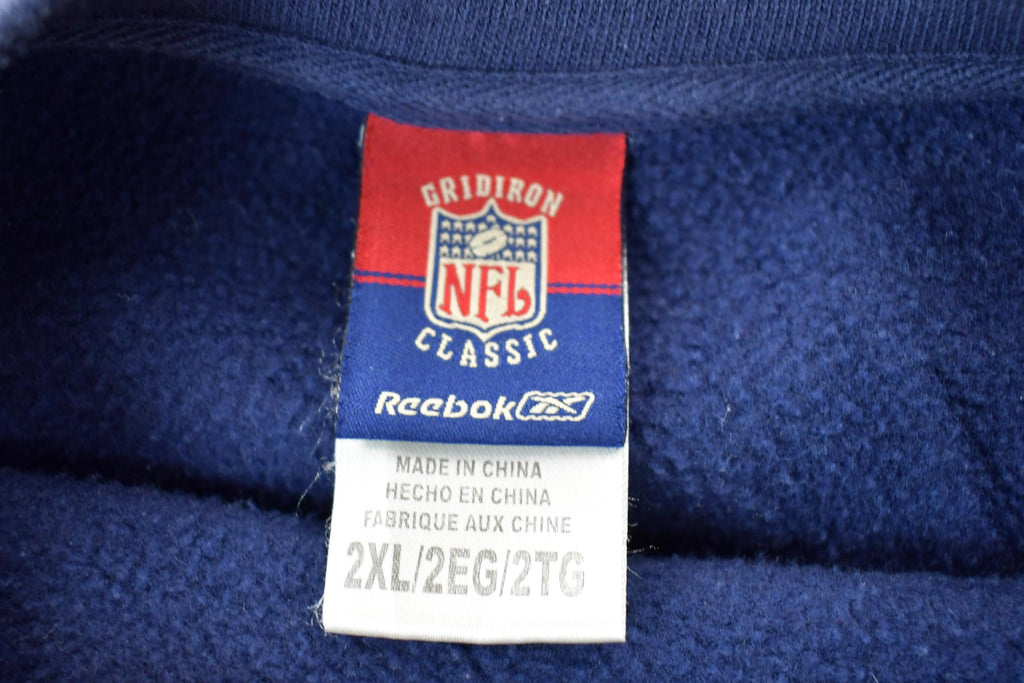 GRIDIRON
NFL
CLASSIC
Reebok
MADE IN CHINA
HECHO EN CHINA
FABRIQUE AUX CHINE
2XL/2EG/2TG